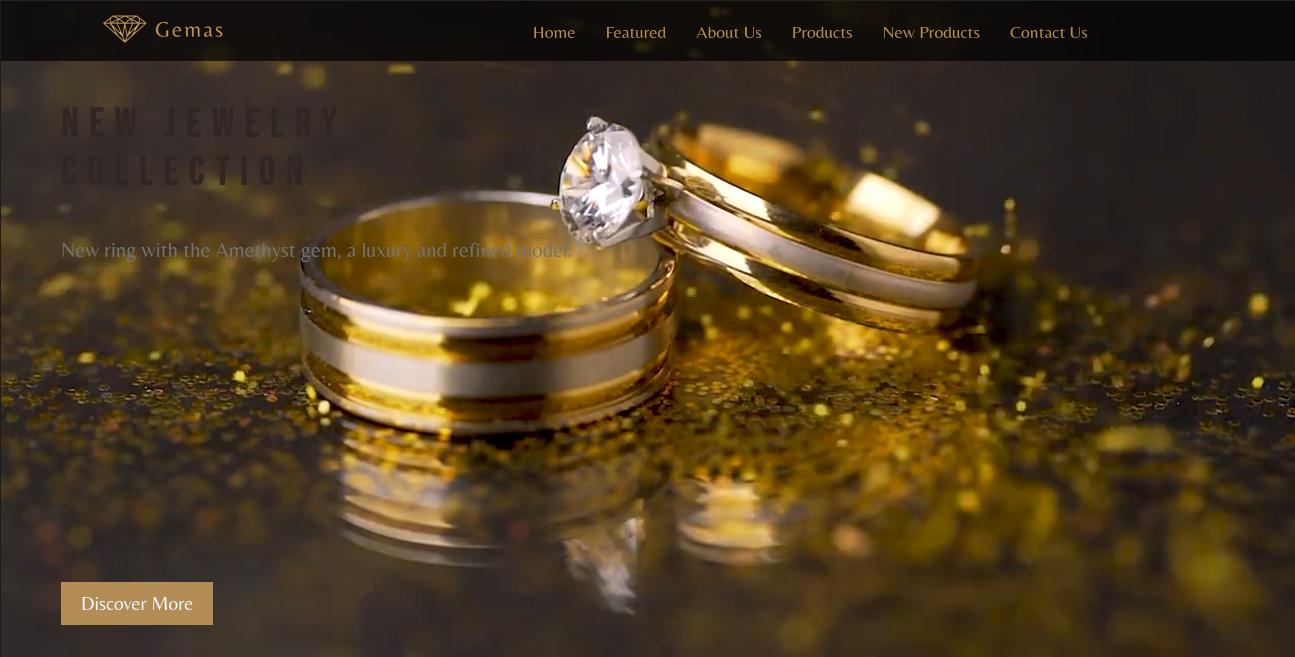 Gemas
Home Featured About Us Products New Products Contact Us
NEW JEWELRY
COLLECTION
New ring with the Amethyst gem, a luxury and refined model.
Discover More